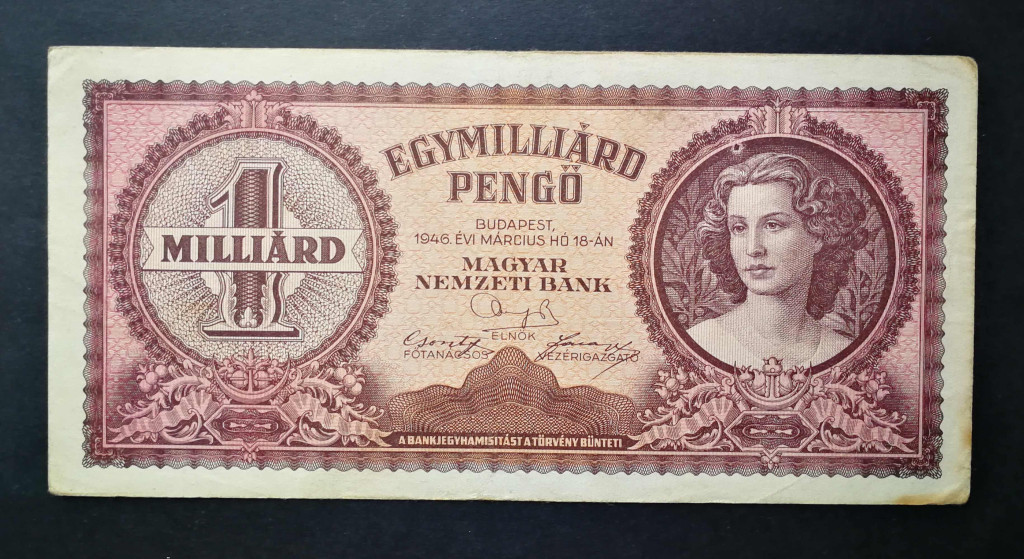 1
MILLIÁRD
EGYMILLIÁRD
PENGŐ
BUDAPEST,
1946. ÉVI MÁRCIUS HÓ 18-ÁN
MAGYAR
NEMZETI BANK
ELNÖK
FŐTANÁCSOS VEZÉRIGAZGATÓ
A BANKJEGYHAMISITÁST A TÖRVÉNY BÜNTETI